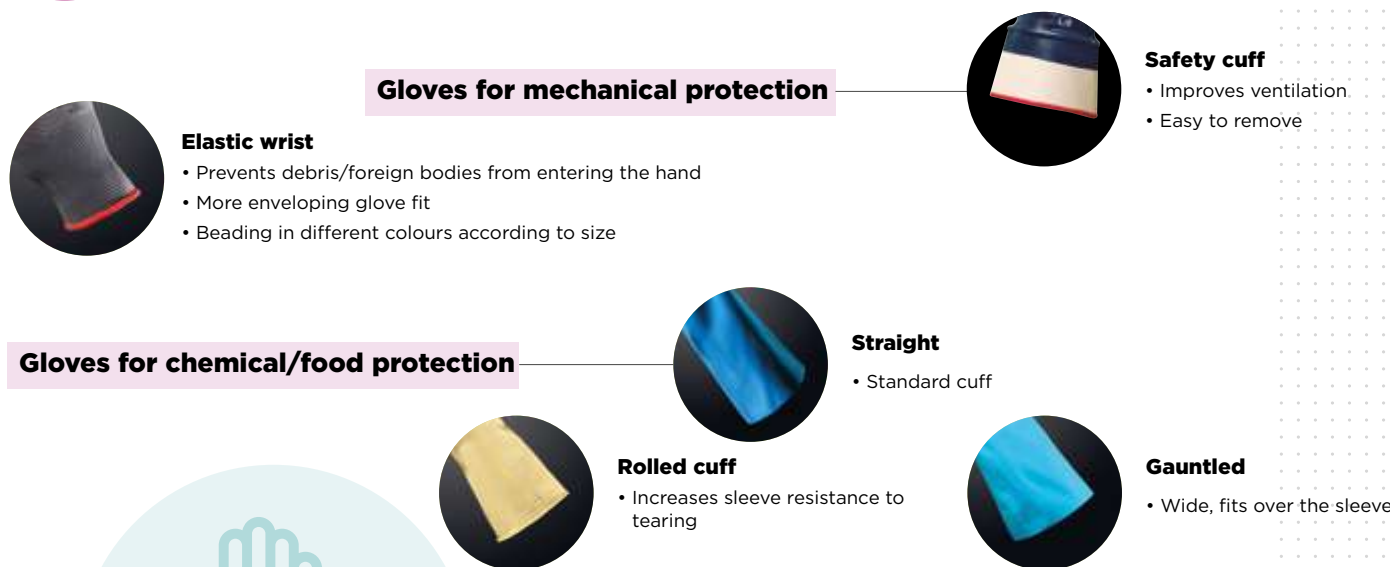 Gloves for mechanical protection
Safety cuff
• Improves ventilation
• Easy to remove
Elastic wrist
• Prevents debris/foreign bodies from entering the hand
• More enveloping glove fit
• Beading in different colours according to size
Gloves for chemical/food protection
Straight
• Standard cuff
Rolled cuff
• Increases sleeve resistance to
tearing
Gauntled
• Wide, fits over the sleeve